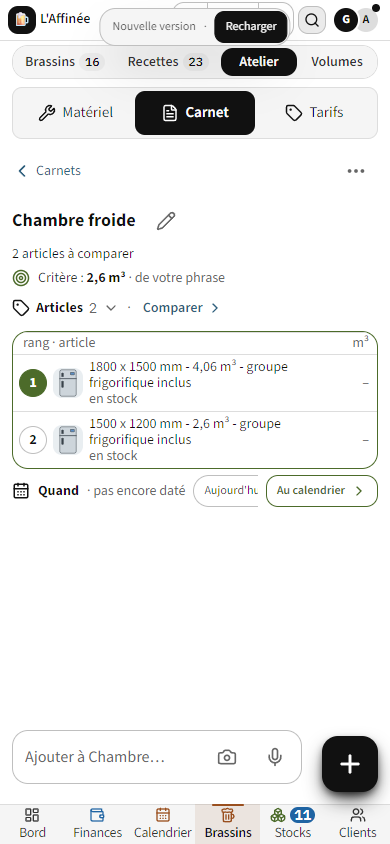 L'Affinée
Nouvelle version ·
Recharger
G
A
Brassins 16
Recettes 23
Atelier
Volumes
Matériel
Carnet
Tarifs
Carnets
Chambre froide
2 articles à comparer
Critère : 2,6 m³ · de votre phrase
Articles 2 · Comparer
rang · article m³
1 1800 x 1500 mm - 4,06 m³ - groupe
frigorifique inclus –
en stock
2 1500 x 1200 mm - 2,6 m³ - groupe
frigorifique inclus –
en stock
Quand · pas encore daté
Au calendrier
Ajouter à Chambre…
Bord
Finances
Calendrier
Brassins
Stocks 11
Clients